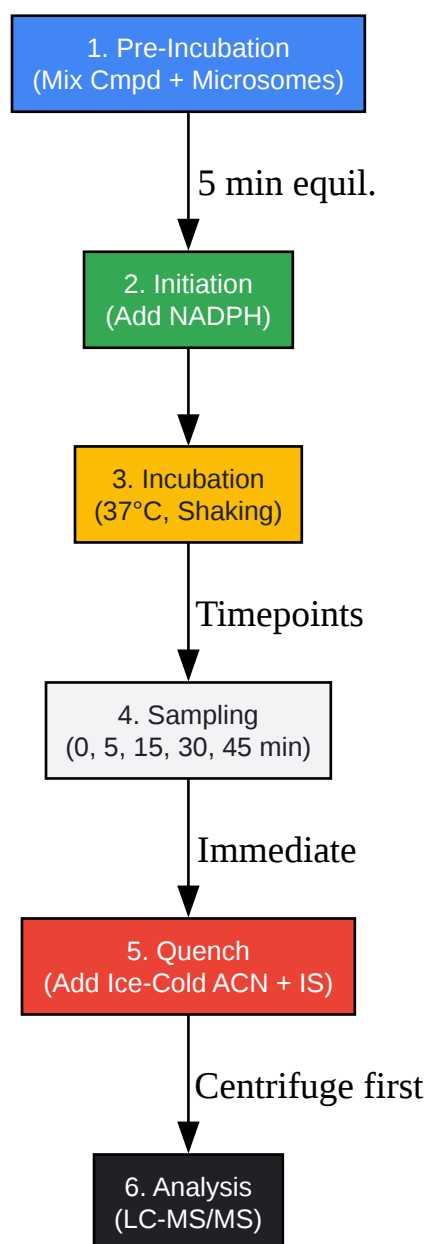 1. Pre-Incubation
(Mix Cmpd + Microsomes)
5 min equil.
2. Initiation
(Add NADPH)
3. Incubation
(37°C, Shaking)
Timepoints
4. Sampling
(0, 5, 15, 30, 45 min)
Immediate
5. Quench
(Add Ice-Cold ACN + IS)
Centrifuge first
6. Analysis
(LC-MS/MS)